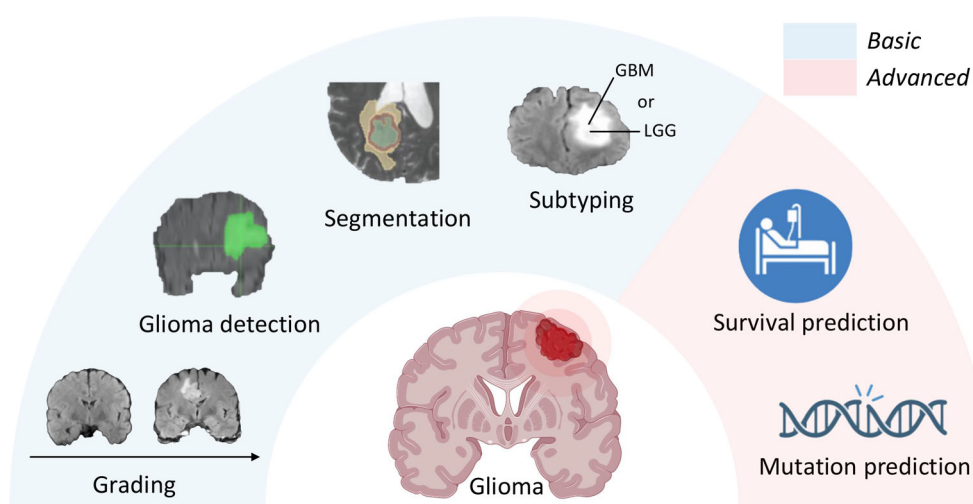 Basic
Advanced
GBM
or
LGG
Subtyping
Segmentation
Glioma detection
Grading
Glioma
Survival prediction
Mutation prediction